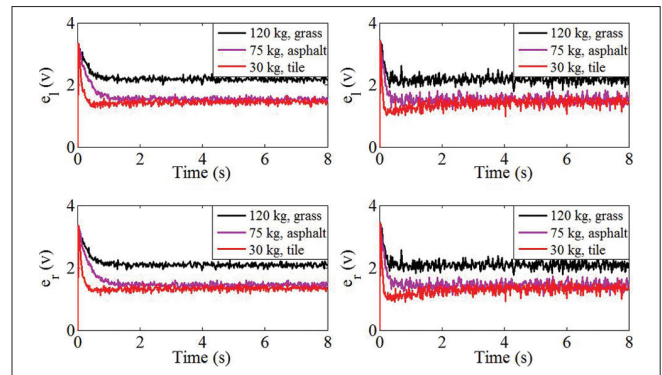 4
2
0
e_l (v)
120 kg, grass
75 kg, asphalt
30 kg, tile
0 2 4 6 8
Time (s)
4
2
0
e_l (v)
120 kg, grass
75 kg, asphalt
30 kg, tile
0 2 4 6 8
Time (s)
4
2
0
e_r (v)
120 kg, grass
75 kg, asphalt
30 kg, tile
0 2 4 6 8
Time (s)
4
2
0
e_r (v)
120 kg, grass
75 kg, asphalt
30 kg, tile
0 2 4 6 8
Time (s)